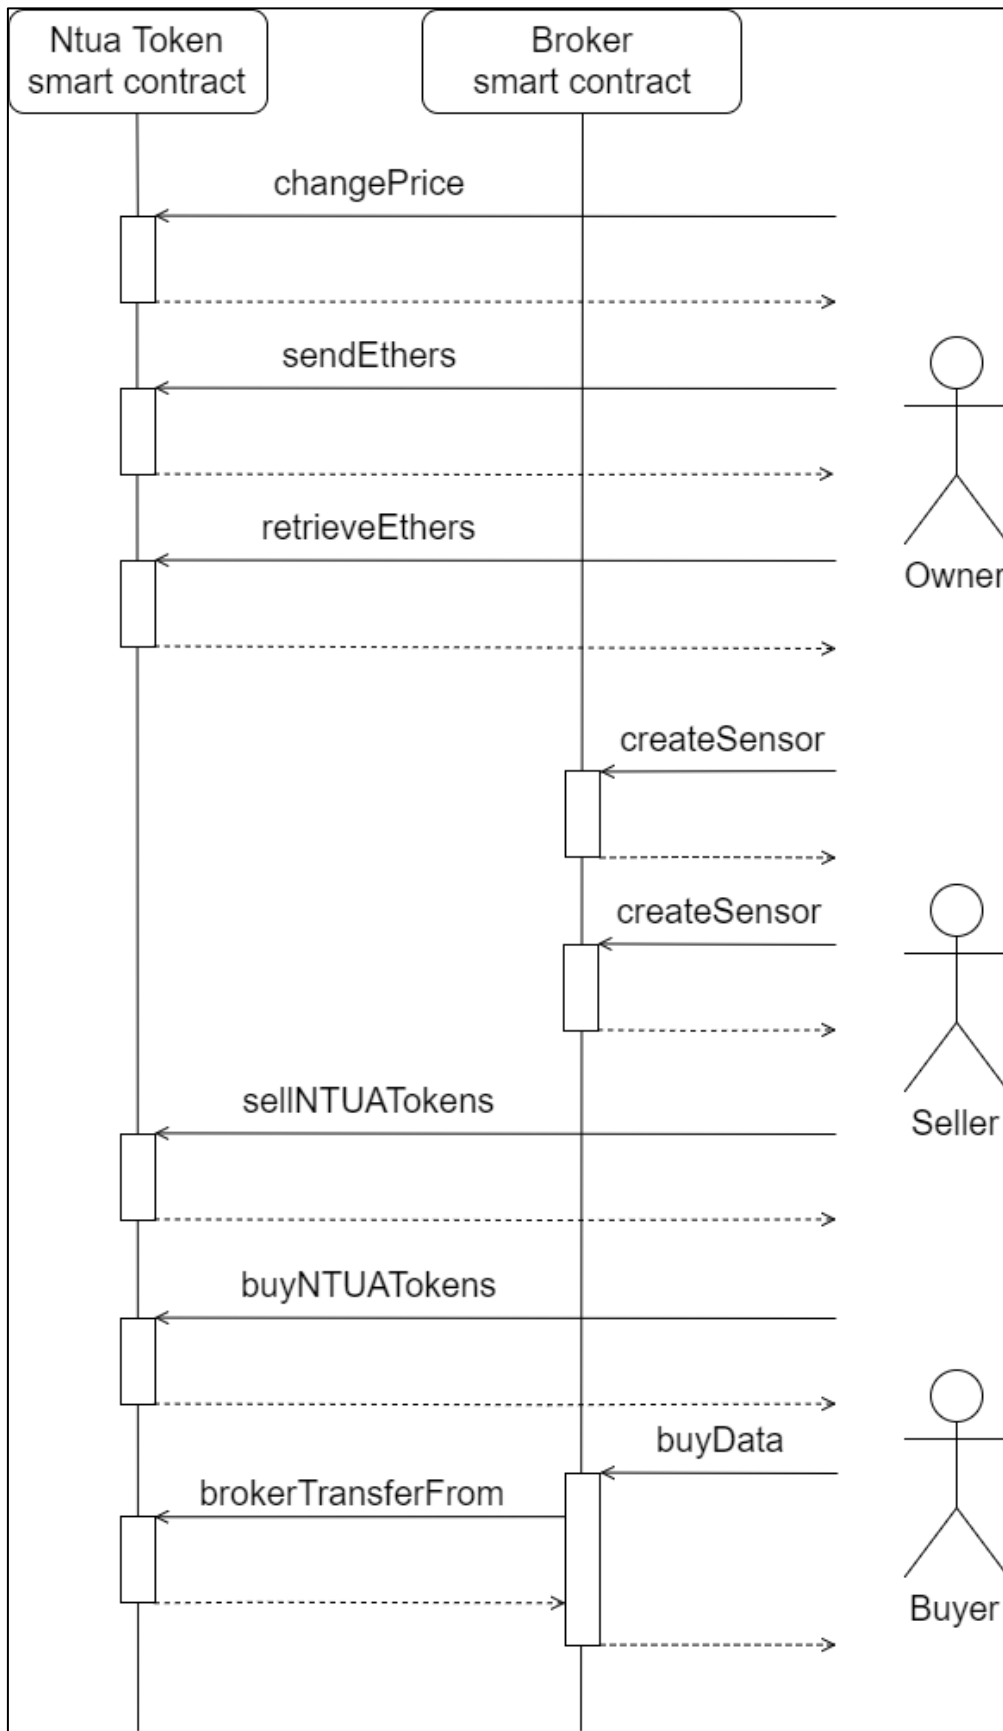 Ntua Token
smart contract
Broker
smart contract
changePrice
sendEthers
retrieveEthers
Owner
createSensor
createSensor
sellNTUATokens
Seller
buyNTUATokens
buyData
brokerTransferFrom
Buyer